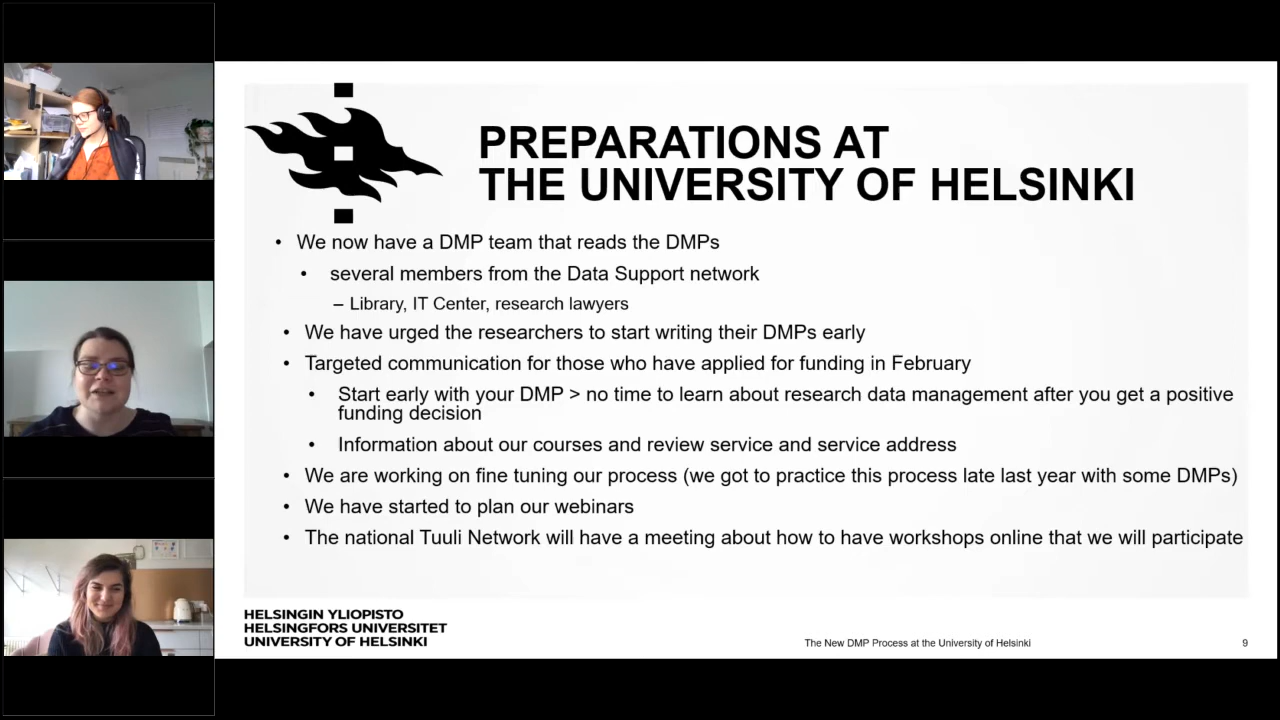 PREPARATIONS AT
THE UNIVERSITY OF HELSINKI
• We now have a DMP team that reads the DMPs
• several members from the Data Support network
– Library, IT Center, research lawyers
• We have urged the researchers to start writing their DMPs early
• Targeted communication for those who have applied for funding in February
• Start early with your DMP > no time to learn about research data management after you get a positive
funding decision
• Information about our courses and review service and service address
• We are working on fine tuning our process (we got to practice this process late last year with some DMPs)
• We have started to plan our webinars
• The national Tuuli Network will have a meeting about how to have workshops online that we will participate
HELSINGIN YLIOPISTO
HELSINGFORS UNIVERSITET
UNIVERSITY OF HELSINKI
The New DMP Process at the University of Helsinki
9